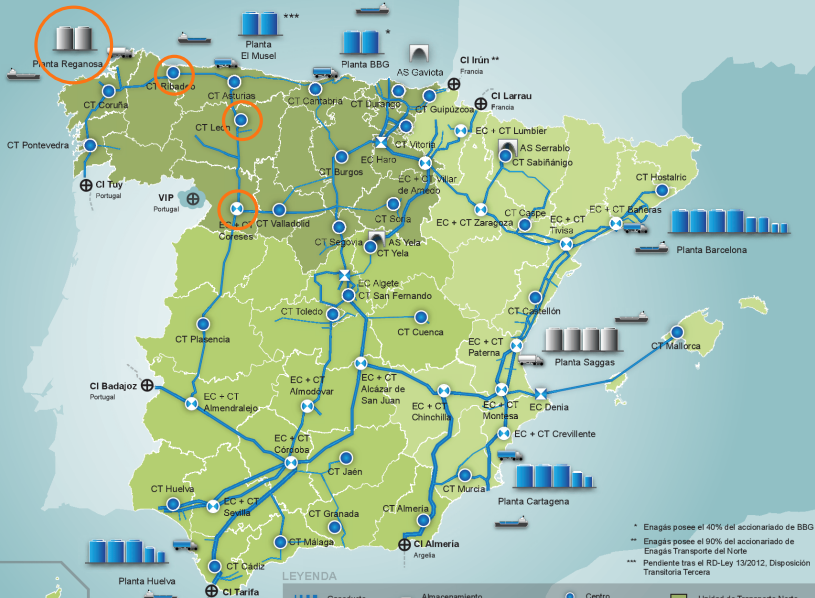 ***
Planta
El Musel
*
Planta BBG
AS Gaviota
CI Irún **
Francia
CI Larrau
Francia
Planta Reganosa
CT Ribadeo
CT Asturias
CT Coruña
CT Cantabria
CT Durango
CT Guipúzcoa
CT León
CT Vitoria
EC + CT Lumbier
CT Pontevedra
EC Haro
AS Serrablo
CT Sabiñánigo
CT Burgos
EC + CT Villar
de Arnedo
CT Hostalric
CI Tuy
Portugal
VIP
Portugal
EC + CT
Coreses
CT Valladolid
CT Soria
EC + CT Zaragoza
CT Caspe
EC + CT
Tivisa
EC + CT Bañeras
CT Segovia
AS Yela
CT Yela
Planta Barcelona
EC Algete
CT San Fernando
CT Toledo
CT Castellón
CT Cuenca
CT Plasencia
EC + CT
Paterna
Planta Saggas
CT Mallorca
CI Badajoz
Portugal
EC + CT
Almendralejo
EC + CT
Almodóvar
EC + CT
Alcázar de
San Juan
EC + CT
Chinchilla
EC + CT
Montesa
EC Denia
EC + CT Crevillente
EC + CT
Córdoba
CT Jaén
CT Huelva
EC + CT
Sevilla
CT Murcia
Planta Cartagena
CT Granada
CT Almería
CT Málaga
CI Almería
Argelia
Planta Huelva
CT Cádiz
CI Tarifa
* Enagás posee el 40% del accionariado de BBG
** Enagás posee el 90% del accionariado de
Enagás Transporte del Norte
*** Pendiente tras el RD-Ley 13/2012, Disposición
Transitoria Tercera
LEYENDA
Gasoducto
Almacenamiento
Centro
Unidad de Transporte Norte